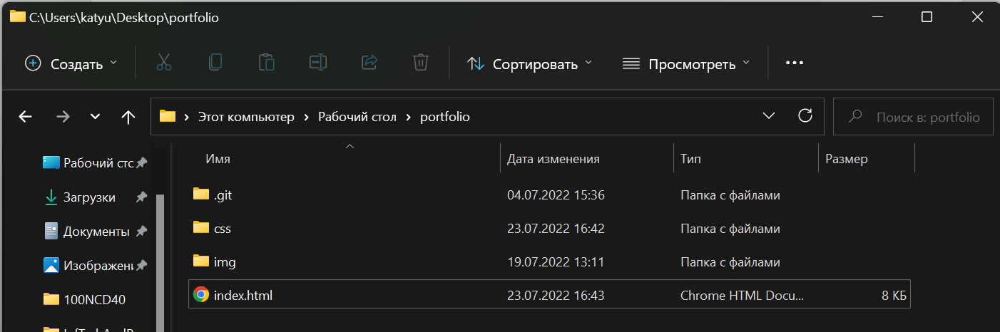 C:\Users\katyu\Desktop\portfolio
Создать Сортировать Просмотреть
Этот компьютер Рабочий стол portfolio Поиск в: portfolio
Имя Дата изменения Тип Размер
Рабочий стс
Загрузки
Документы
Изображени
100NCD40
.git 04.07.2022 15:36 Папка с файлами
css 23.07.2022 16:42 Папка с файлами
img 19.07.2022 13:11 Папка с файлами
index.html 23.07.2022 16:43 Chrome HTML Docu... 8 КБ